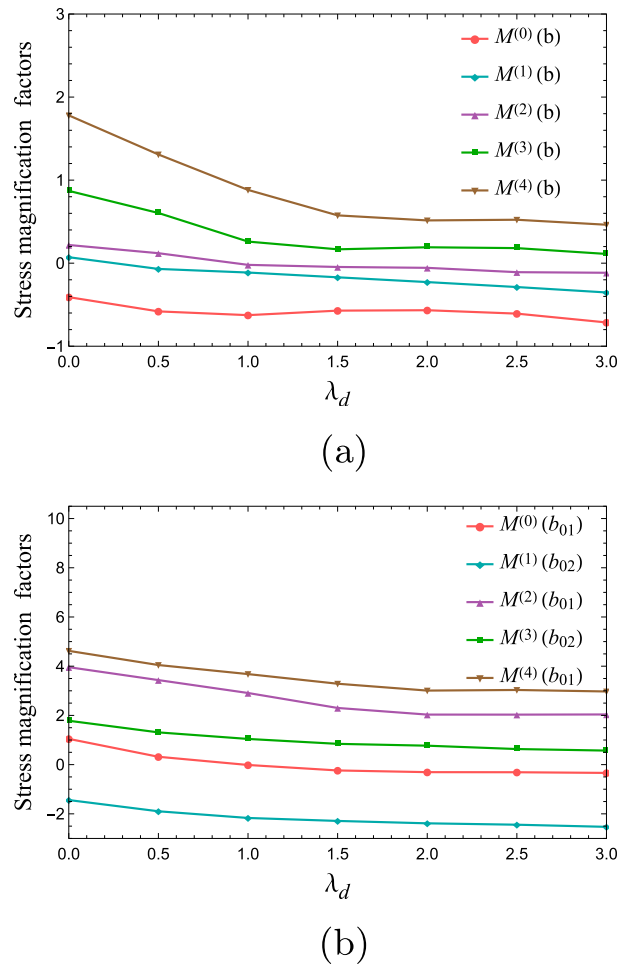 Stress magnification factors
3
2
1
0
−1
0.0 0.5 1.0 1.5 2.0 2.5 3.0
λd
M(0)(b)
M(1)(b)
M(2)(b)
M(3)(b)
M(4)(b)
(a)
Stress magnification factors
10
8
6
4
2
0
−2
0.0 0.5 1.0 1.5 2.0 2.5 3.0
λd
M(0)(b01)
M(1)(b02)
M(2)(b01)
M(3)(b02)
M(4)(b01)
(b)